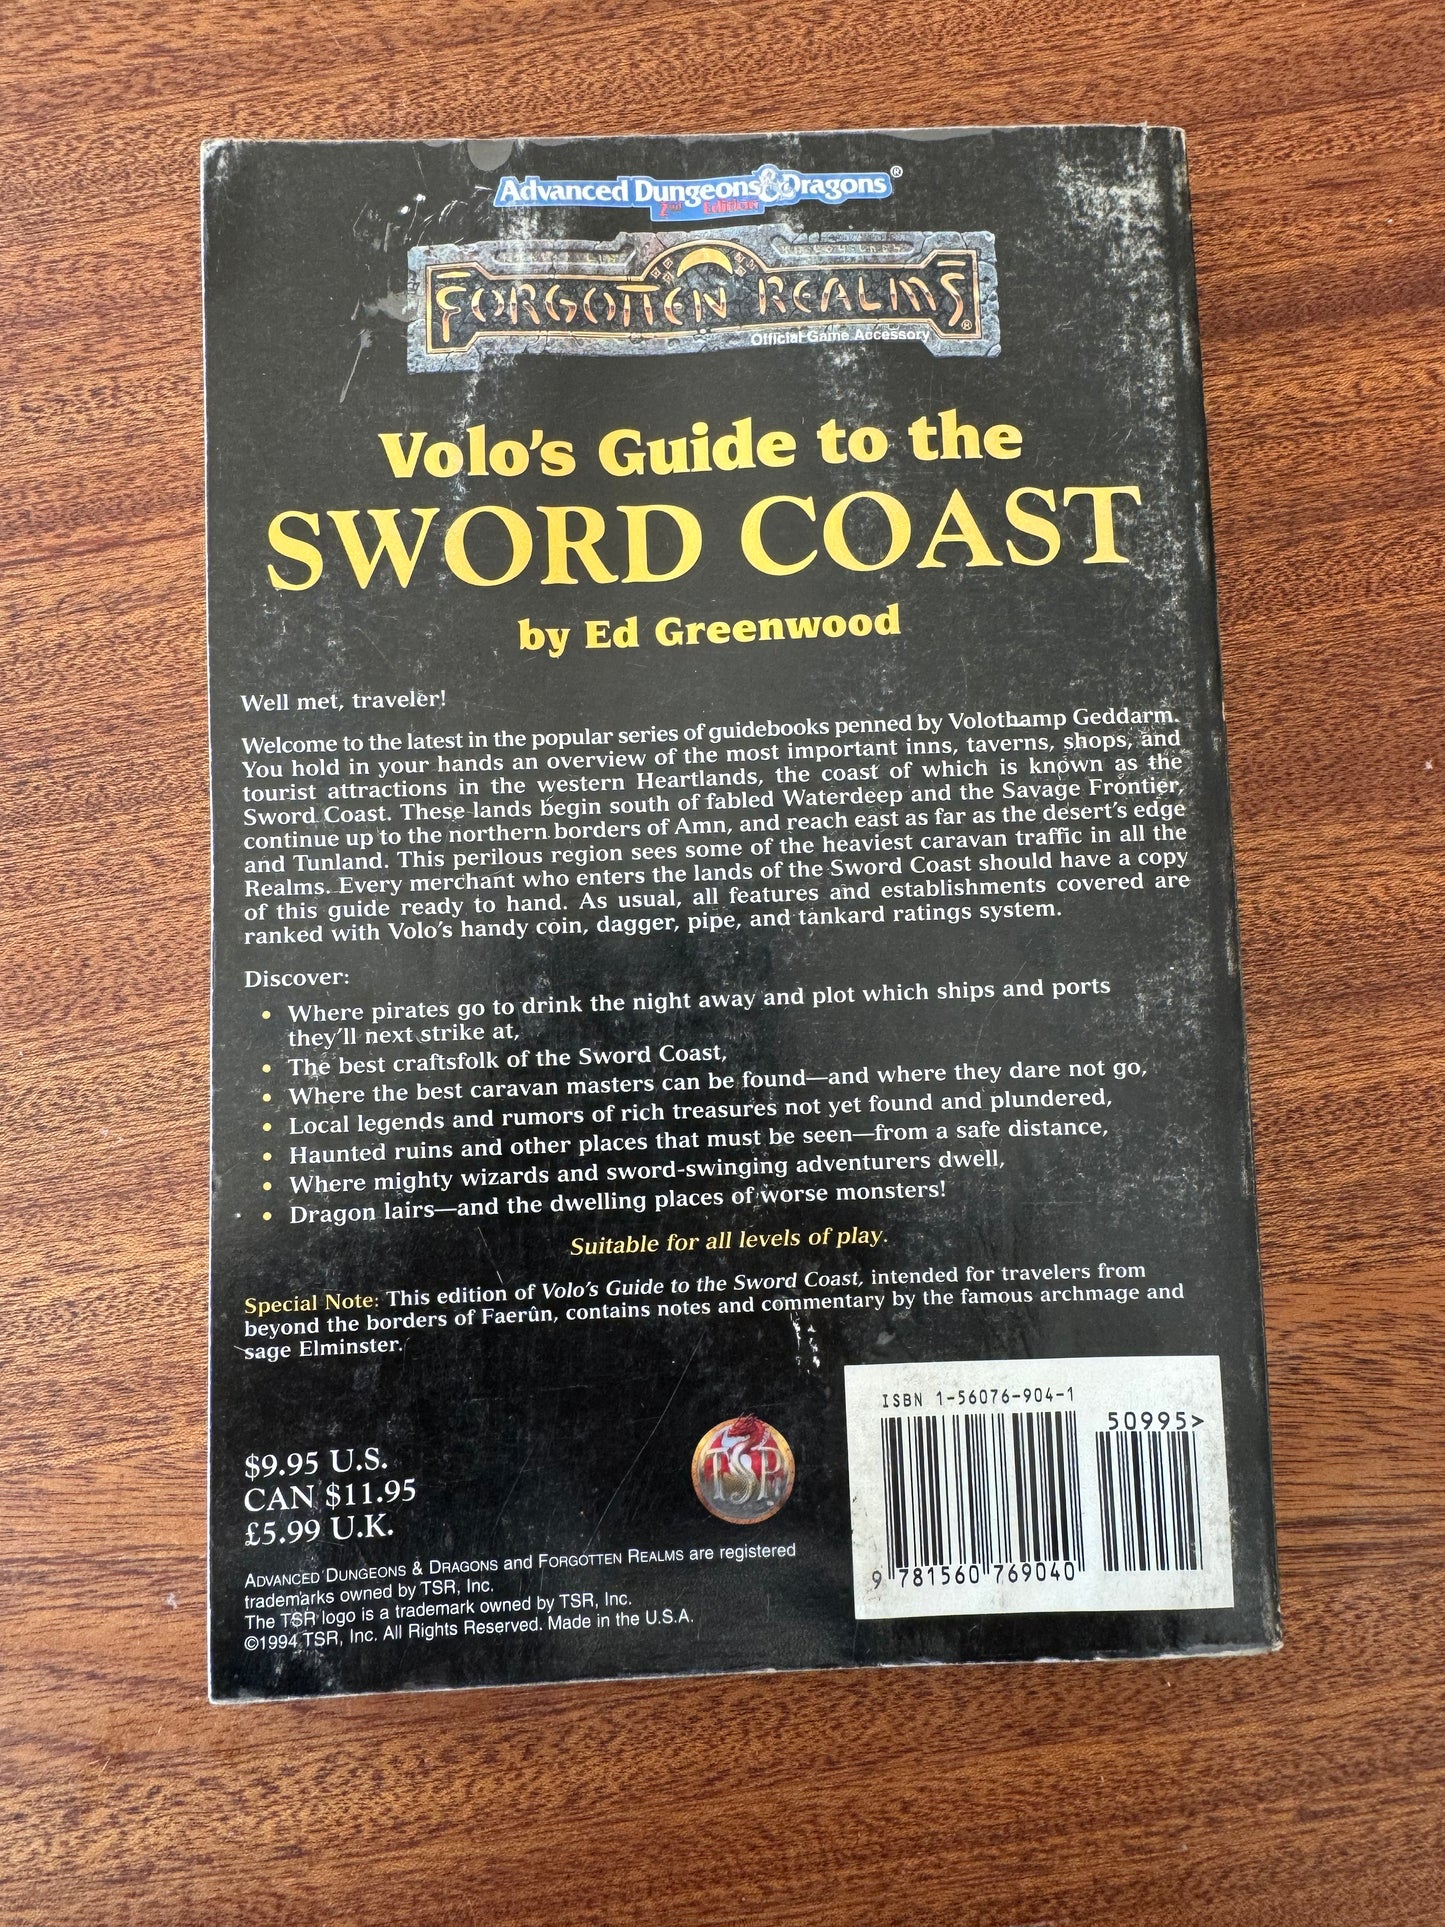 Advanced Dungeons & Dragons®
2nd Edition
FORGOTTEN REALMS®
Official Game Accessory
Volo's Guide to the
SWORD COAST
by Ed Greenwood
Well met, traveler!
Welcome to the latest in the popular series of guidebooks penned by Volothamp Geddarm.
You hold in your hands an overview of the most important inns, taverns, shops, and
tourist attractions in the western Heartlands, the coast of which is known as the
Sword Coast. These lands begin south of fabled Waterdeep and the Savage Frontier,
continue up to the northern borders of Amn, and reach east as far as the desert's edge
and Tunland. This perilous region sees some of the heaviest caravan traffic in all the
Realms. Every merchant who enters the lands of the Sword Coast should have a copy
of this guide ready to hand. As usual, all features and establishments covered are
ranked with Volo's handy coin, dagger, pipe, and tankard ratings system.
Discover:
• Where pirates go to drink the night away and plot which ships and ports
they'll next strike at,
• The best craftsfolk of the Sword Coast,
• Where the best caravan masters can be found—and where they dare not go,
• Local legends and rumors of rich treasures not yet found and plundered,
• Haunted ruins and other places that must be seen—from a safe distance,
• Where mighty wizards and sword-swinging adventurers dwell,
• Dragon lairs—and the dwelling places of worse monsters!
Suitable for all levels of play.
Special Note: This edition of Volo's Guide to the Sword Coast, intended for travelers from
beyond the borders of Faerûn, contains notes and commentary by the famous archmage and
sage Elminster.
$9.95 U.S.
CAN $11.95
£5.99 U.K.
TSR
ISBN 1-56076-904-1
50995>
9 781560 769040
ADVANCED DUNGEONS & DRAGONS and FORGOTTEN REALMS are registered
trademarks owned by TSR, Inc.
The TSR logo is a trademark owned by TSR, Inc.
©1994 TSR, Inc. All Rights Reserved. Made in the U.S.A.